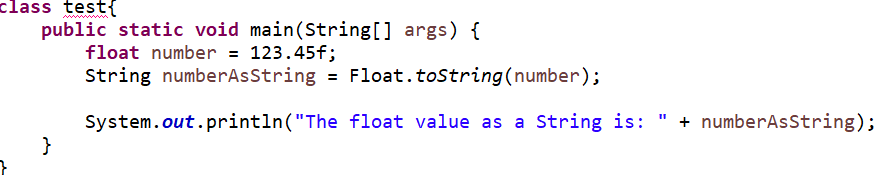 class test{
    public static void main(String[] args) {
        float number = 123.45f;
        String numberAsString = Float.toString(number);
        System.out.println("The float value as a String is: " + numberAsString);
    }
}